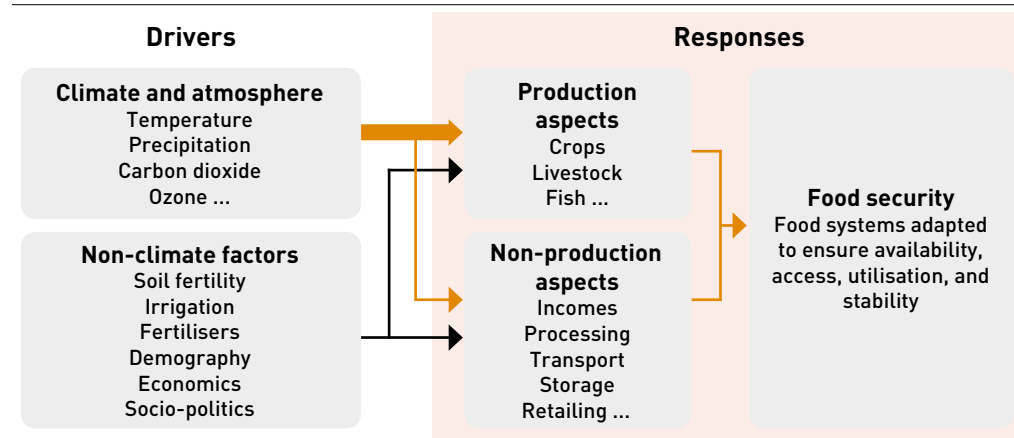 Drivers
Responses
Climate and atmosphere
Temperature
Precipitation
Carbon dioxide
Ozone ...
Non-climate factors
Soil fertility
Irrigation
Fertilisers
Demography
Economics
Socio-politics
Production
aspects
Crops
Livestock
Fish ...
Non-production
aspects
Incomes
Processing
Transport
Storage
Retailing ...
Food security
Food systems adapted
to ensure availability,
access, utilisation, and
stability